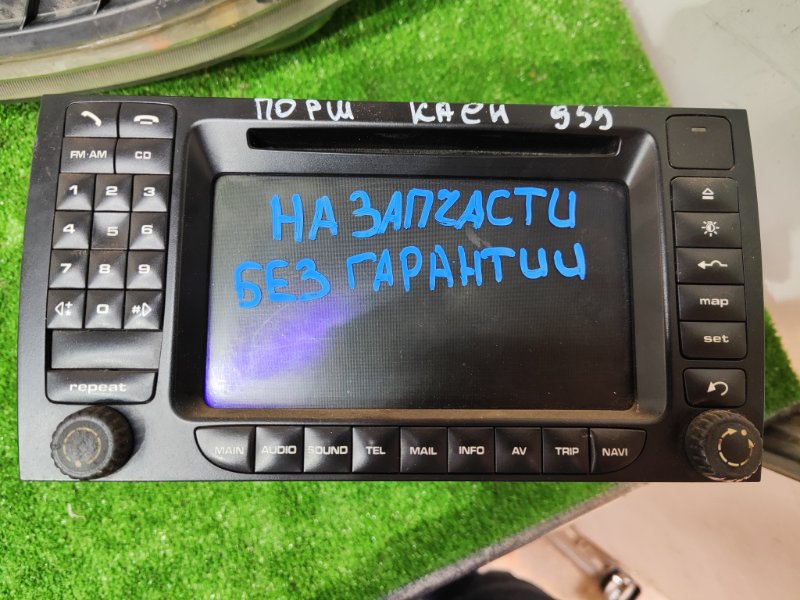 ПОРШ КАЕН 955
FM·AM CD
1 2 3
4 5 6
7 8 9
0 #
repeat
НА ЗАПЧАСТИ
БЕЗ ГАРАНТИИ
map
set
MAIN AUDIO SOUND TEL MAIL INFO AV TRIP NAVI